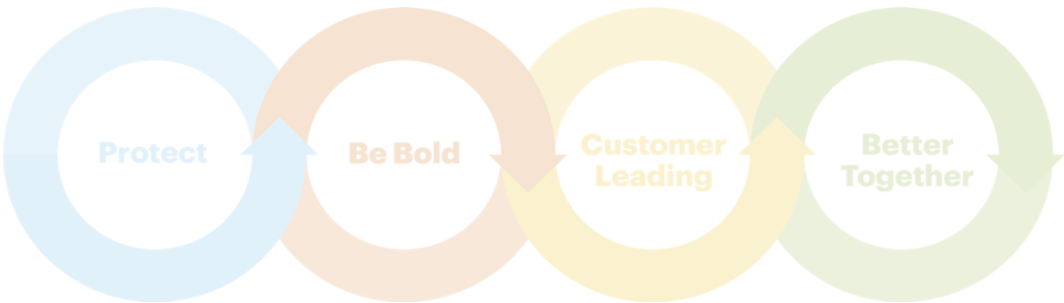 Protect
Be Bold
Customer
Leading
Better
Together